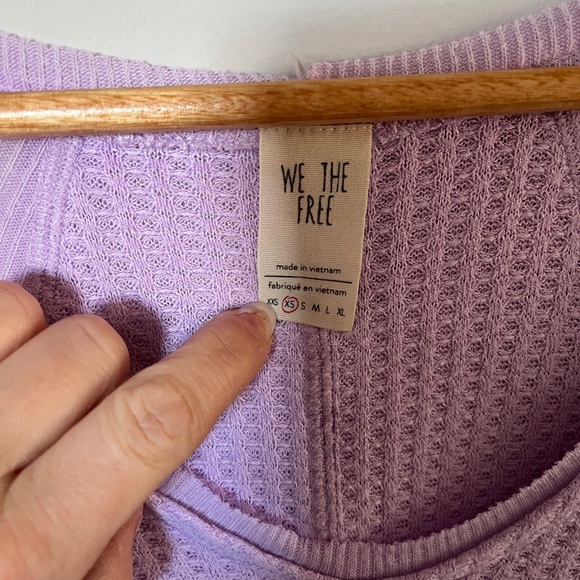 WE THE
FREE
made in vietnam
fabriqué en vietnam
XXS XS S M L XL